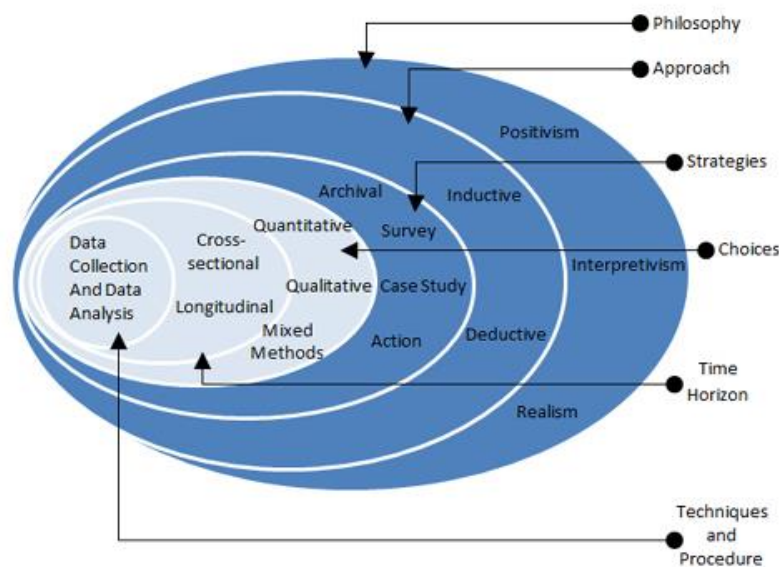 Philosophy
Approach
Positivism
Strategies
Archival
Inductive
Quantitative
Survey
Data
Collection
And Data
Analysis
Cross-
sectional
Choices
Interpretivism
Qualitative
Case Study
Longitudinal
Mixed
Methods
Action
Deductive
Time
Horizon
Realism
Techniques
and
Procedure